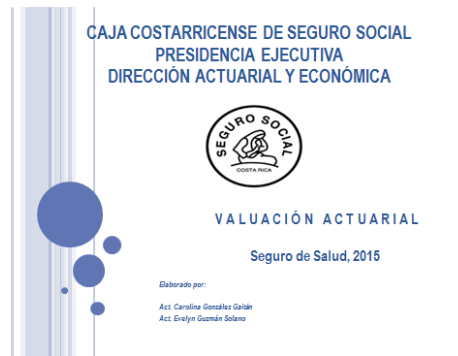 CAJA COSTARRICENSE DE SEGURO SOCIAL
PRESIDENCIA EJECUTIVA
DIRECCIÓN ACTUARIAL Y ECONÓMICA
SEGURO SOCIAL
COSTA RICA
VALUACIÓN ACTUARIAL
Seguro de Salud, 2015
Elaborado por:
Act. Carolina González Gaitán
Act. Evelyn Guzmán Solano